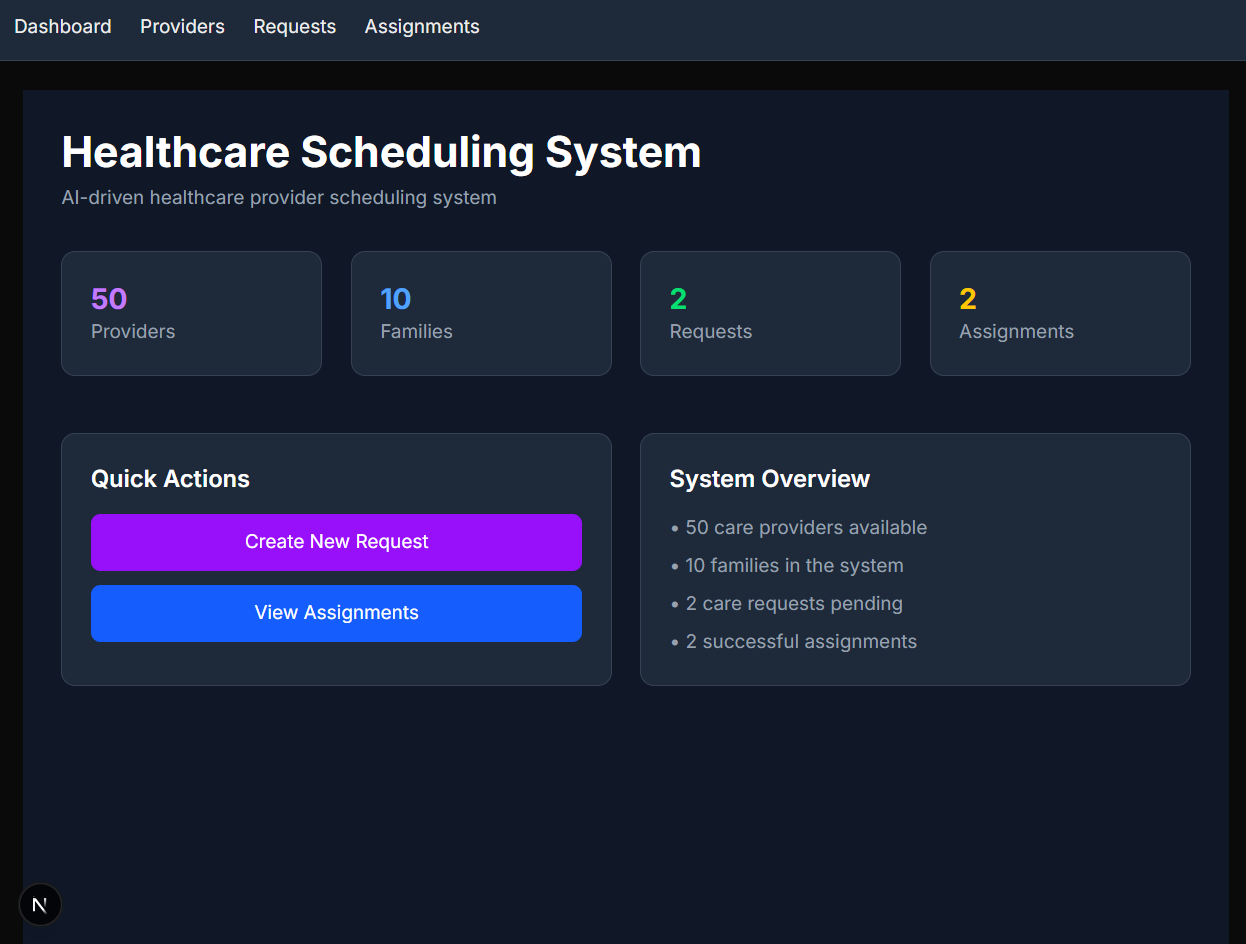 Dashboard Providers Requests Assignments
Healthcare Scheduling System
AI-driven healthcare provider scheduling system
50
Providers
10
Families
2
Requests
2
Assignments
Quick Actions
Create New Request
View Assignments
System Overview
• 50 care providers available
• 10 families in the system
• 2 care requests pending
• 2 successful assignments
N